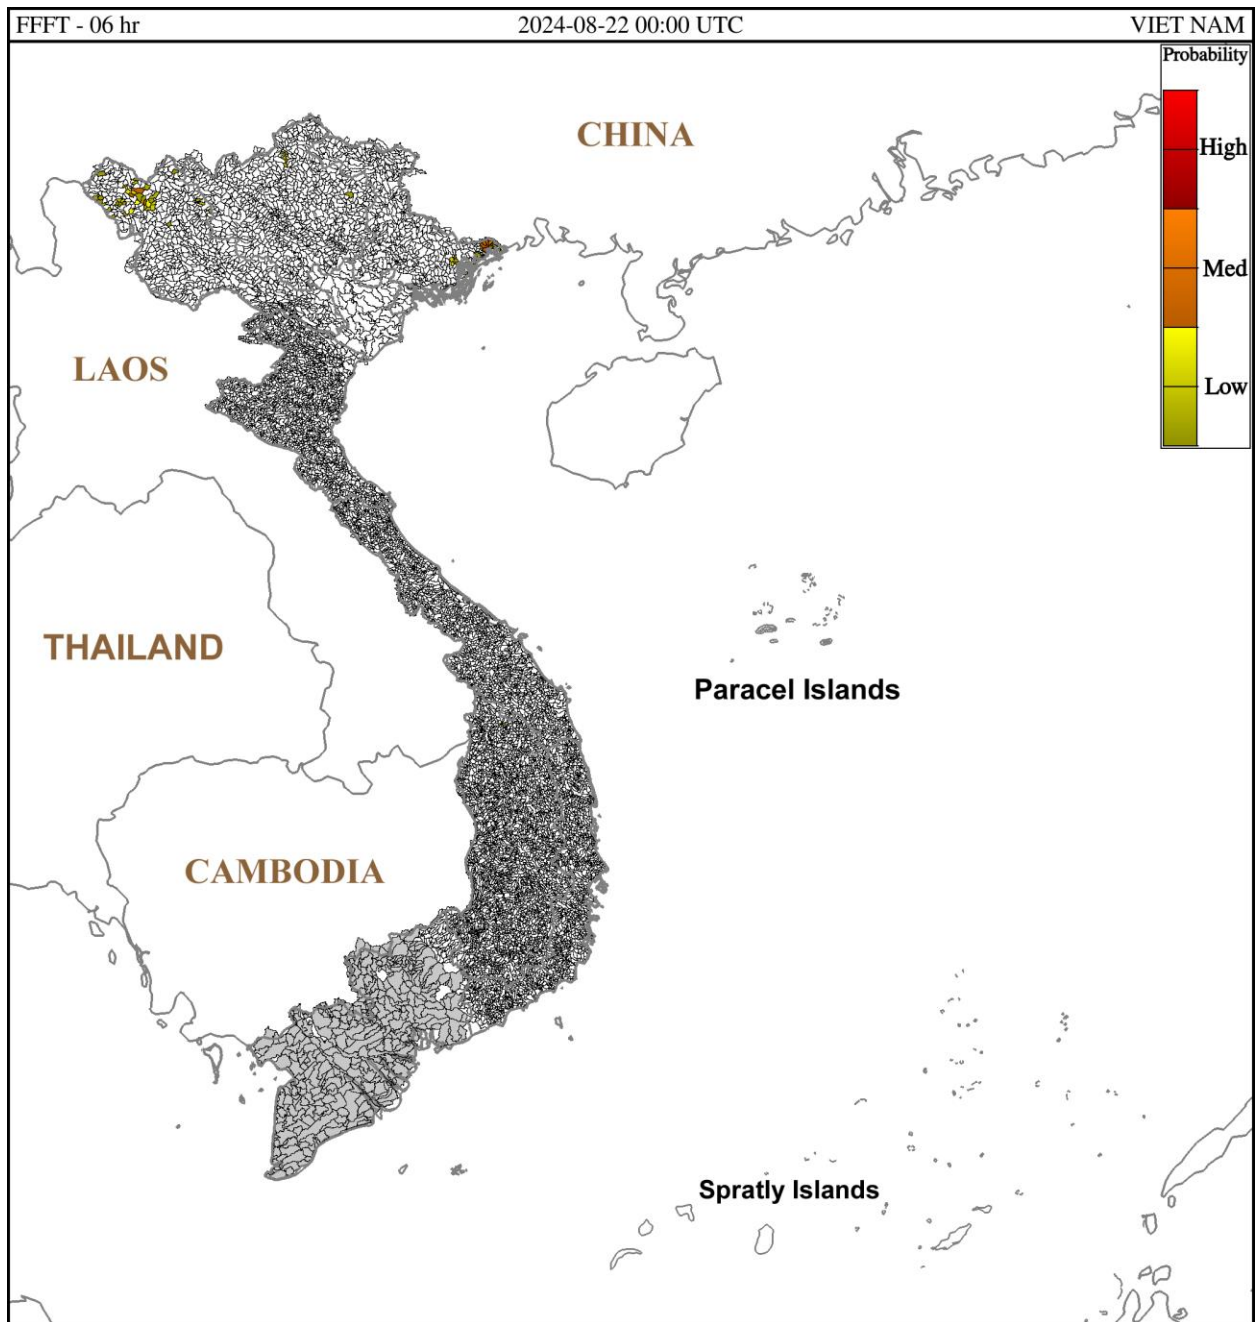 FFFT - 06 hr 2024-08-22 00:00 UTC VIET NAM
Probability
High
Med
Low
CHINA
LAOS
THAILAND
Paracel Islands
CAMBODIA
Spratly Islands